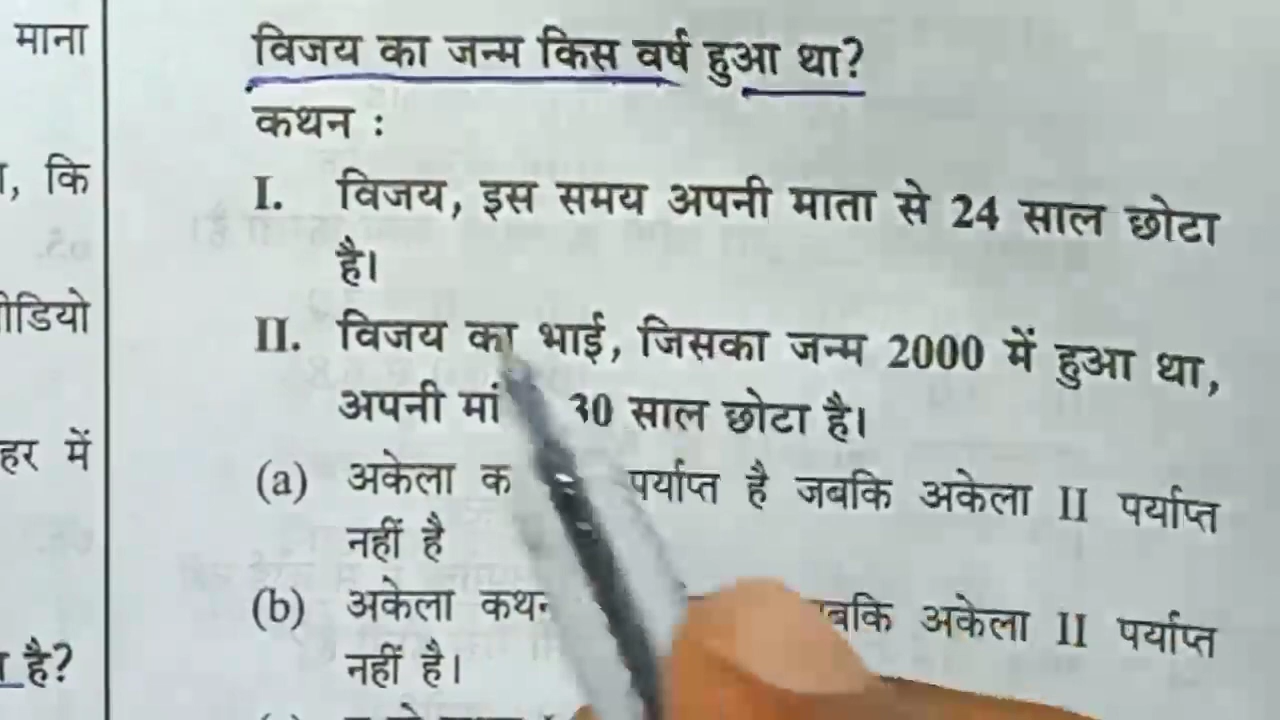 माना
कि
हर में
है?
विजय का जन्म किस वर्ष हुआ था?
कथन :
I. विजय, इस समय अपनी माता से 24 साल छोटा
है।
II. विजय का भाई, जिसका जन्म 2000 में हुआ था,
अपनी मां 30 साल छोटा है।
(a) अकेला पर्याप्त है जबकि अकेला II पर्याप्त
नहीं है
(b) अकेला अकेला II पर्याप्त
नहीं है।